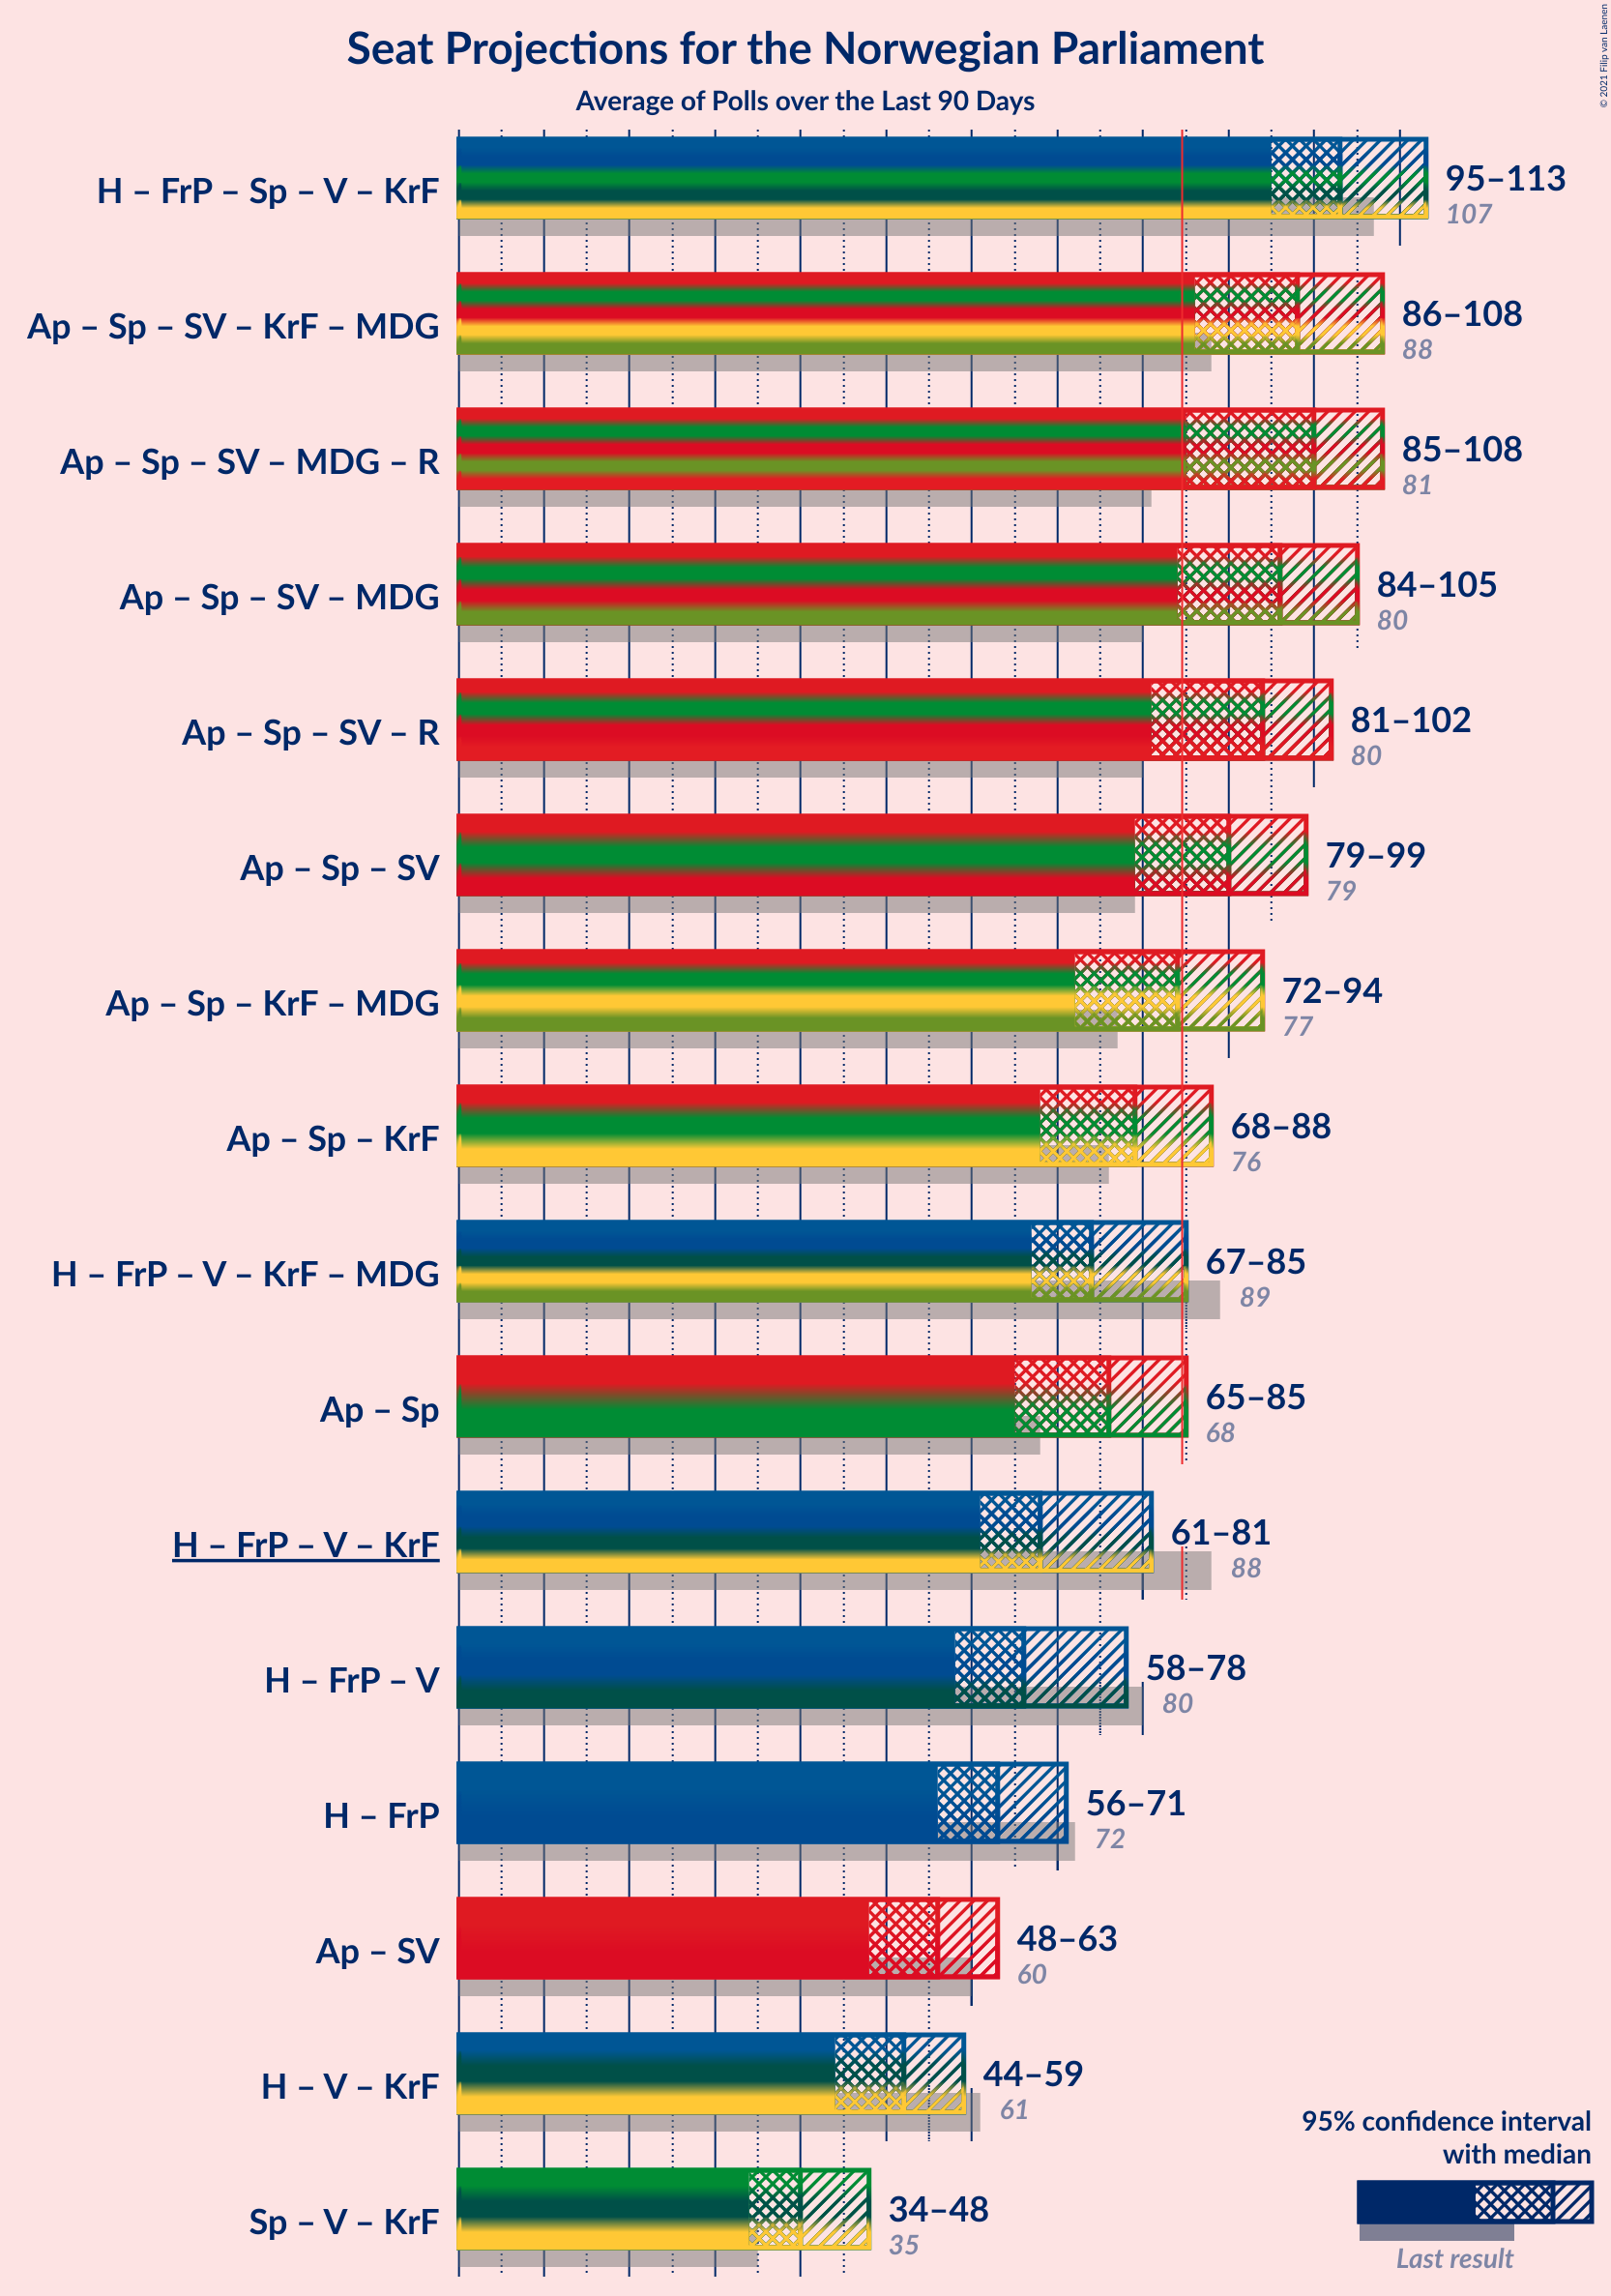 Seat Projections for the Norwegian Parliament
Average of Polls over the Last 90 Days
© 2021 Filip van Laenen
H – FrP – Sp – V – KrF
95–113
107
Ap – Sp – SV – KrF – MDG
86–108
88
Ap – Sp – SV – MDG – R
85–108
81
Ap – Sp – SV – MDG
84–105
80
Ap – Sp – SV – R
81–102
80
Ap – Sp – SV
79–99
79
Ap – Sp – KrF – MDG
72–94
77
Ap – Sp – KrF
68–88
76
H – FrP – V – KrF – MDG
67–85
89
Ap – Sp
65–85
68
H – FrP – V – KrF
61–81
88
H – FrP – V
58–78
80
H – FrP
56–71
72
Ap – SV
48–63
60
H – V – KrF
44–59
61
Sp – V – KrF
34–48
35
95% confidence interval
with median
Last result